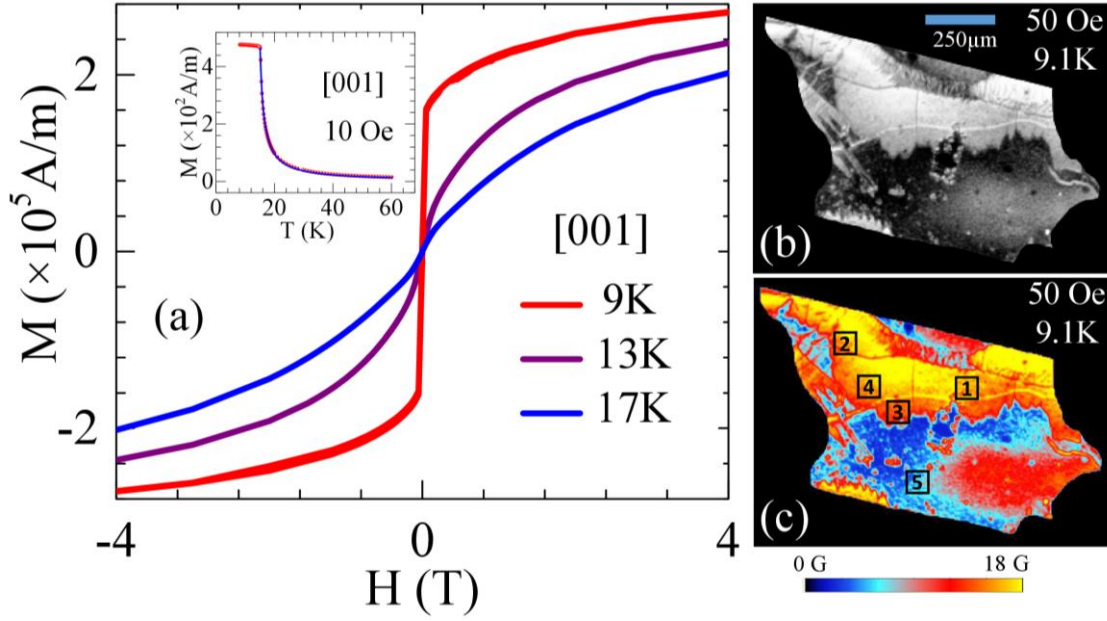 M (×10⁵A/m)
2
0
-2
-4
0
4
H (T)
(a)
M (×10²A/m)
4
2
0
0
20
40
60
T (K)
[001]
10 Oe
[001]
9K
13K
17K
250μm
50 Oe
9.1K
(b)
50 Oe
9.1K
2
4
1
3
5
(c)
0 G
18 G